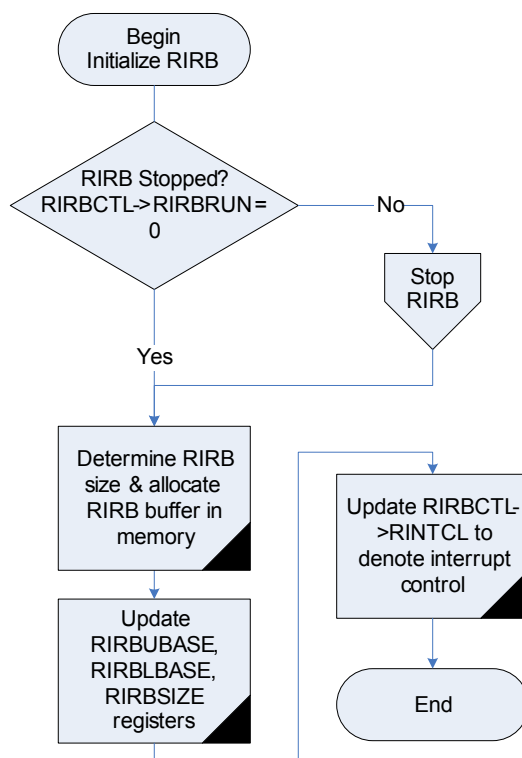 Begin
Initialize RIRB
RIRB Stopped?
RIRBCTL->RIRBRUN =
0
No
Stop
RIRB
Yes
Determine RIRB
size & allocate
RIRB buffer in
memory
Update
RIRBUBASE,
RIRBLBASE,
RIRBSIZE
registers
Update RIRBCTL-
>RINTCL to
denote interrupt
control
End